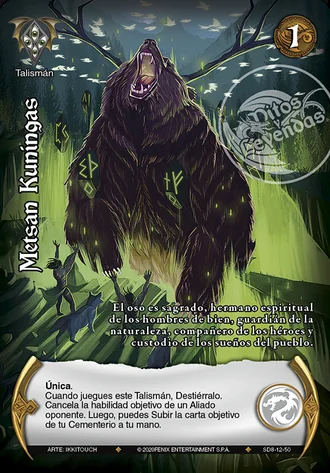 Talismán
1
Mitos
y
Leyendas
Metsan Kuningas
El oso es sagrado, hermano espiritual
de los hombres de bien, guardián de la
naturaleza, compañero de los héroes y
custodio de los sueños del pueblo.
Única.
Cuando juegues este Talismán, Destiérralo.
Cancela la habilidad objetivo de un Aliado
oponente. Luego, puedes Subir la carta objetivo
de tu Cementerio a tu mano.
ARTE: IKKITOUCH
©2020FENIX ENTERTAINMENT S.P.A.
SD8-12-50